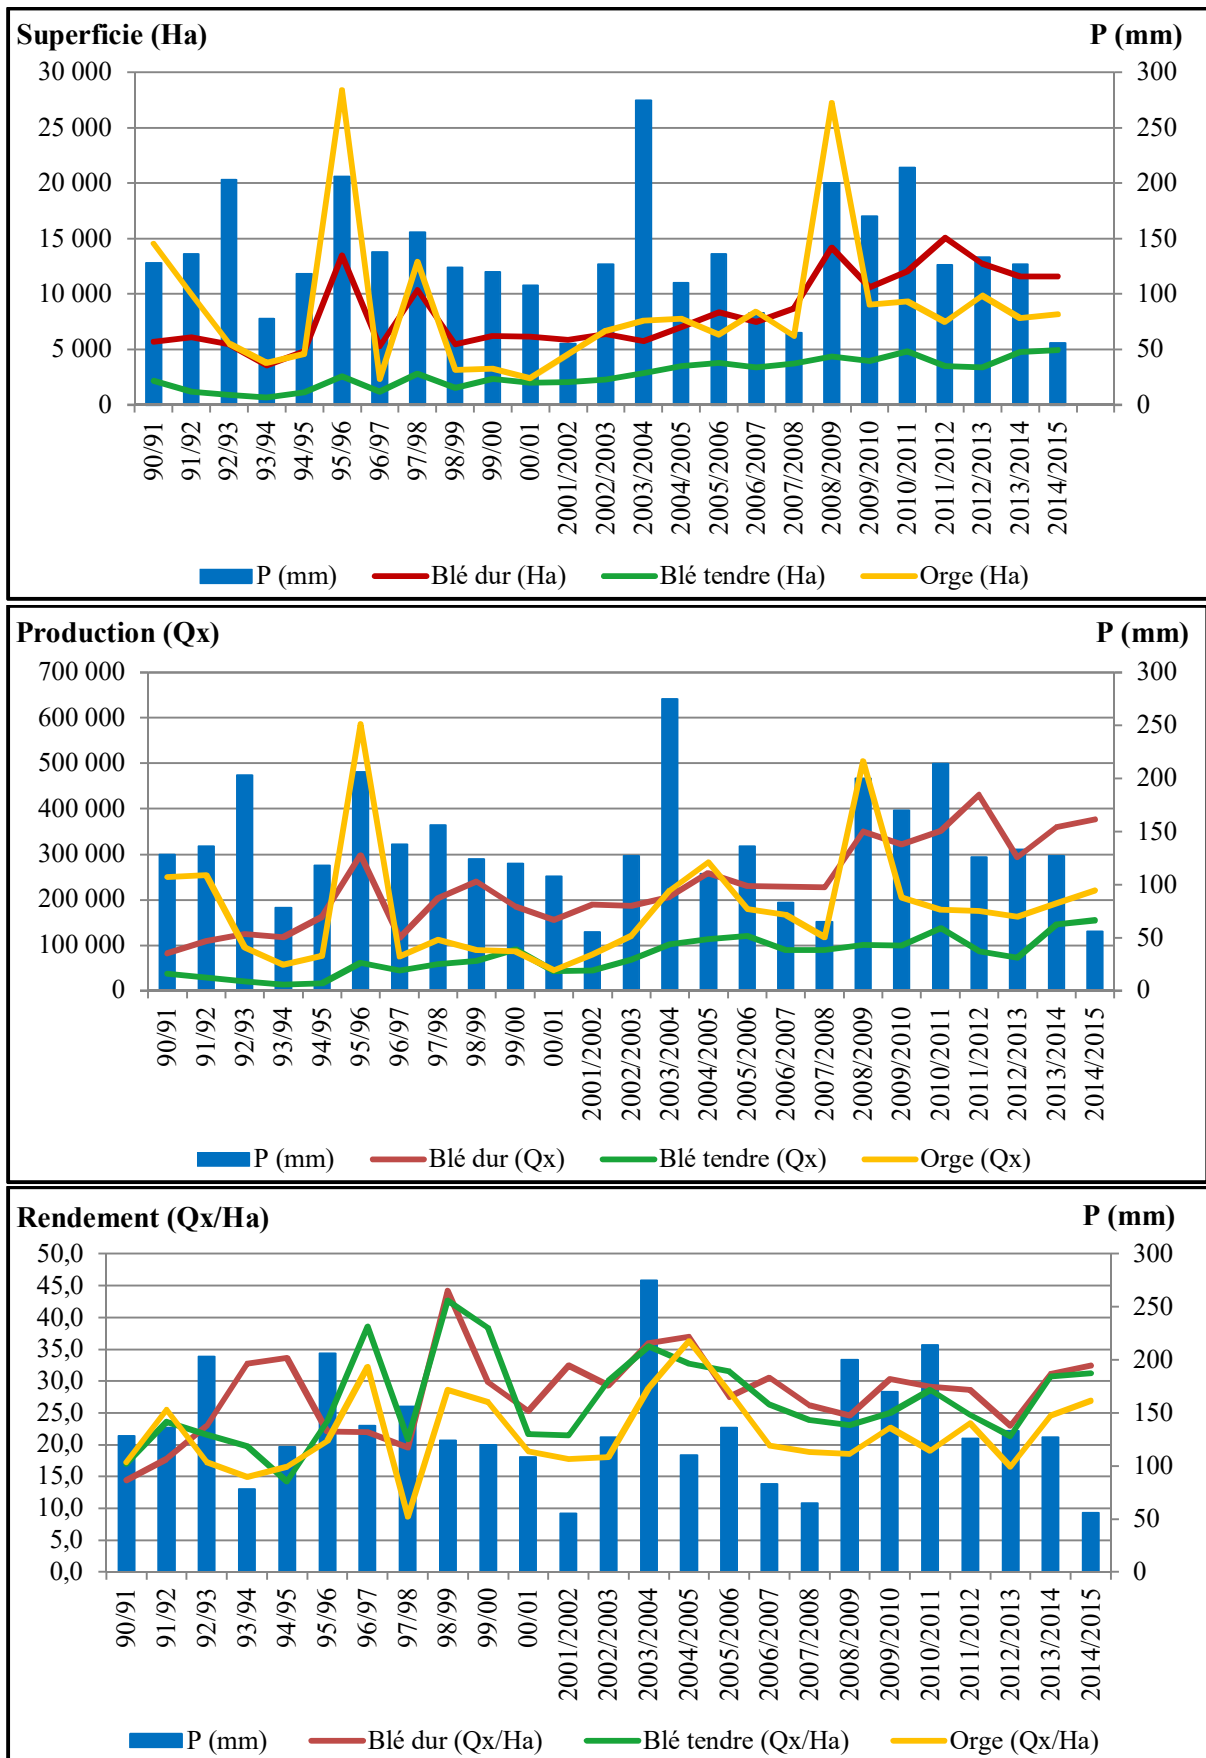 Superficie (Ha) P (mm)
30 000 300
25 000 250
20 000 200
15 000 150
10 000 100
5 000 50
0 0
90/91 91/92 92/93 93/94 94/95 95/96 96/97 97/98 98/99 99/00 00/01 2001/2002 2002/2003 2003/2004 2004/2005 2005/2006 2006/2007 2007/2008 2008/2009 2009/2010 2010/2011 2011/2012 2012/2013 2013/2014 2014/2015
P (mm) Blé dur (Ha) Blé tendre (Ha) Orge (Ha)
Production (Qx) P (mm)
700 000 300
600 000 250
500 000 200
400 000 150
300 000 100
200 000 50
100 000 0
0
90/91 91/92 92/93 93/94 94/95 95/96 96/97 97/98 98/99 99/00 00/01 2001/2002 2002/2003 2003/2004 2004/2005 2005/2006 2006/2007 2007/2008 2008/2009 2009/2010 2010/2011 2011/2012 2012/2013 2013/2014 2014/2015
P (mm) Blé dur (Qx) Blé tendre (Qx) Orge (Qx)
Rendement (Qx/Ha) P (mm)
50,0 300
45,0 250
40,0 200
35,0 150
30,0 100
25,0 50
20,0 0
15,0
10,0
5,0
0,0
90/91 91/92 92/93 93/94 94/95 95/96 96/97 97/98 98/99 99/00 00/01 2001/2002 2002/2003 2003/2004 2004/2005 2005/2006 2006/2007 2007/2008 2008/2009 2009/2010 2010/2011 2011/2012 2012/2013 2013/2014 2014/2015
P (mm) Blé dur (Qx/Ha) Blé tendre (Qx/Ha) Orge (Qx/Ha)